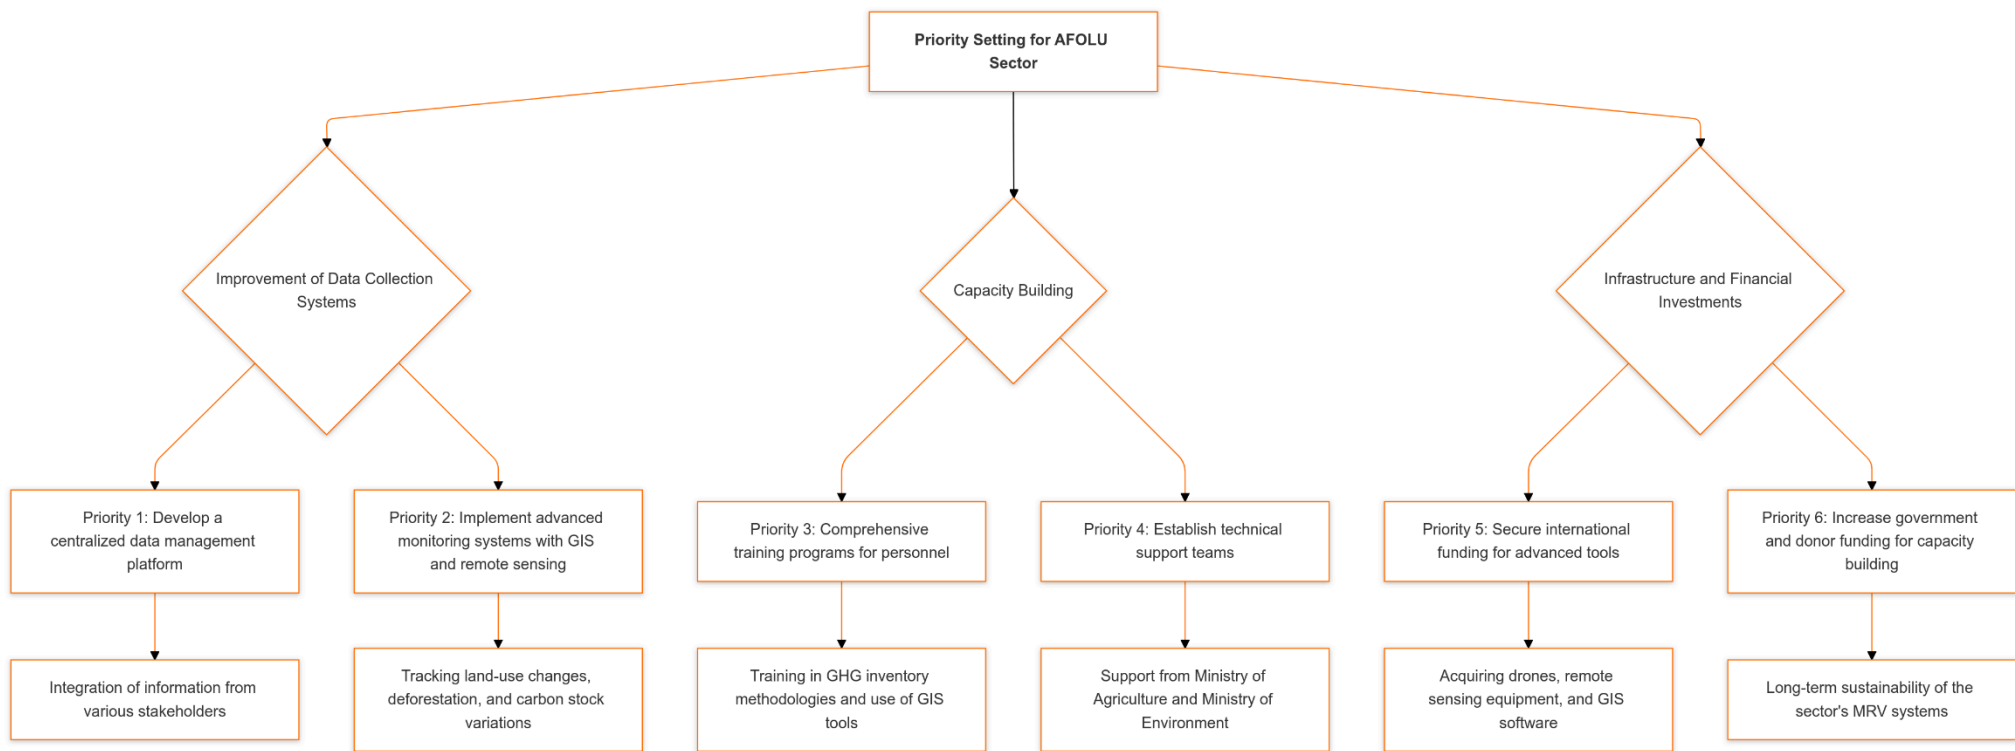 Priority Setting for AFOLU
Sector
Improvement of Data Collection
Systems
Capacity Building
Infrastructure and Financial
Investments
Priority 1: Develop a
centralized data management
platform
Priority 2: Implement advanced
monitoring systems with GIS
and remote sensing
Priority 3: Comprehensive
training programs for personnel
Priority 4: Establish technical
support teams
Priority 5: Secure international
funding for advanced tools
Priority 6: Increase government
and donor funding for capacity
building
Integration of information from
various stakeholders
Tracking land-use changes,
deforestation, and carbon stock
variations
Training in GHG inventory
methodologies and use of GIS
tools
Support from Ministry of
Agriculture and Ministry of
Environment
Acquiring drones, remote
sensing equipment, and GIS
software
Long-term sustainability of the
sector's MRV systems